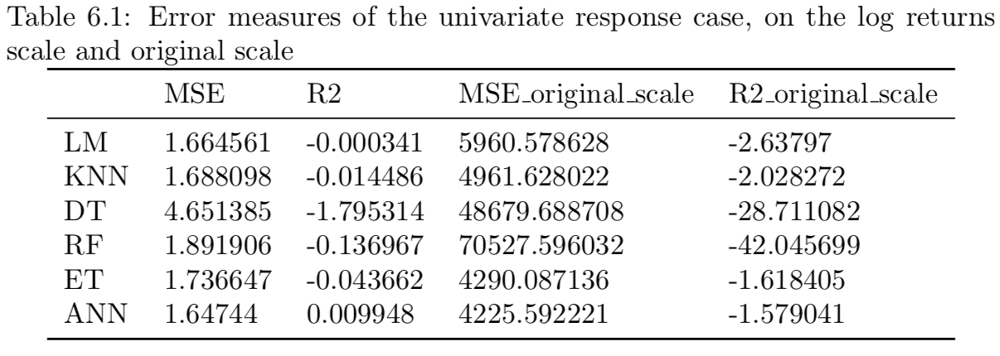 Table 6.1: Error measures of the univariate response case, on the log returns
scale and original scale
MSE R2 MSE_original_scale R2_original_scale
LM 1.664561 -0.000341 5960.578628 -2.63797
KNN 1.688098 -0.014486 4961.628022 -2.028272
DT 4.651385 -1.795314 48679.688708 -28.711082
RF 1.891906 -0.136967 70527.596032 -42.045699
ET 1.736647 -0.043662 4290.087136 -1.618405
ANN 1.64744 0.009948 4225.592221 -1.579041